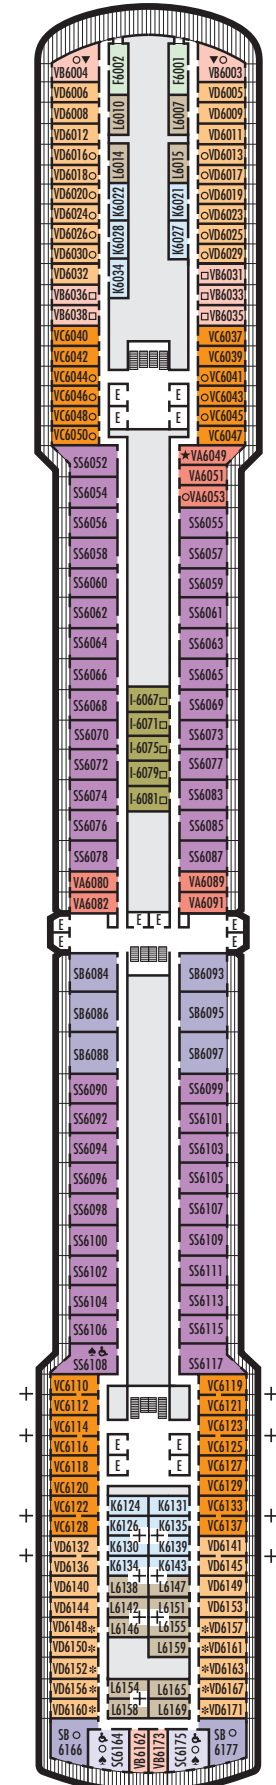 VB6004 F6002 F6001 VB6003
VD6006 VD6005
VD6008 L6010 L6007 VD6009
VD6012 VD6011
VD6016 L6014 L6015 VD6013
VD6018 VD6017
VD6020 K6022 K6021 VD6019
VD6024 VD6023
VD6026 K6028 K6027 VD6025
VD6030 VD6029
VD6032 K6034 VB6031
VB6036 VB6033
VB6038 VB6035
VC6040 VC6037
VC6042 VC6039
VC6044 VC6041
VC6046 E E VC6043
VC6048 E E VC6045
VC6050 VC6047
SS6052 VA6049
VA6051
SS6054 VA6053
SS6056 SS6055
SS6058 SS6057
SS6060 SS6059
SS6062 SS6061
SS6064 SS6063
SS6066 SS6065
SS6068 I-6067 SS6069
SS6070 I-6071 SS6073
SS6072 I-6075 SS6077
I-6079
SS6074 I-6081 SS6083
SS6076 SS6085
SS6078 SS6087
VA6080 VA6089
VA6082 VA6091
E E E E
E E
SB6084 SB6093
SB6086 SB6095
SB6088 SB6097
SS6090 SS6099
SS6092 SS6101
SS6094 SS6103
SS6096 SS6105
SS6098 SS6107
SS6100 SS6109
SS6102 SS6111
SS6104 SS6113
SS6106 SS6115
SS6108 SS6117
VC6110 VC6119
VC6112 VC6121
VC6114 VC6123
VC6116 E E VC6125
VC6118 E E VC6127
VC6120 VC6129
VC6122 K6124 K6131 VC6133
VC6128 K6126 K6135 VC6137
VD6132 K6130 K6139 VD6141
VD6136 K6134 K6143 VD6145
VD6140 L6138 L6147 VD6149
VD6144 L6142 L6151 VD6153
VD6148 L6146 L6155 VD6157
VD6150 L6159 VD6161
VD6152 VD6163
VD6156 L6154 L6165 VD6167
VD6160 L6158 L6169 VD6171
SB 6166 SC6164 VB6162 VB6173 SC6175 SB 6177